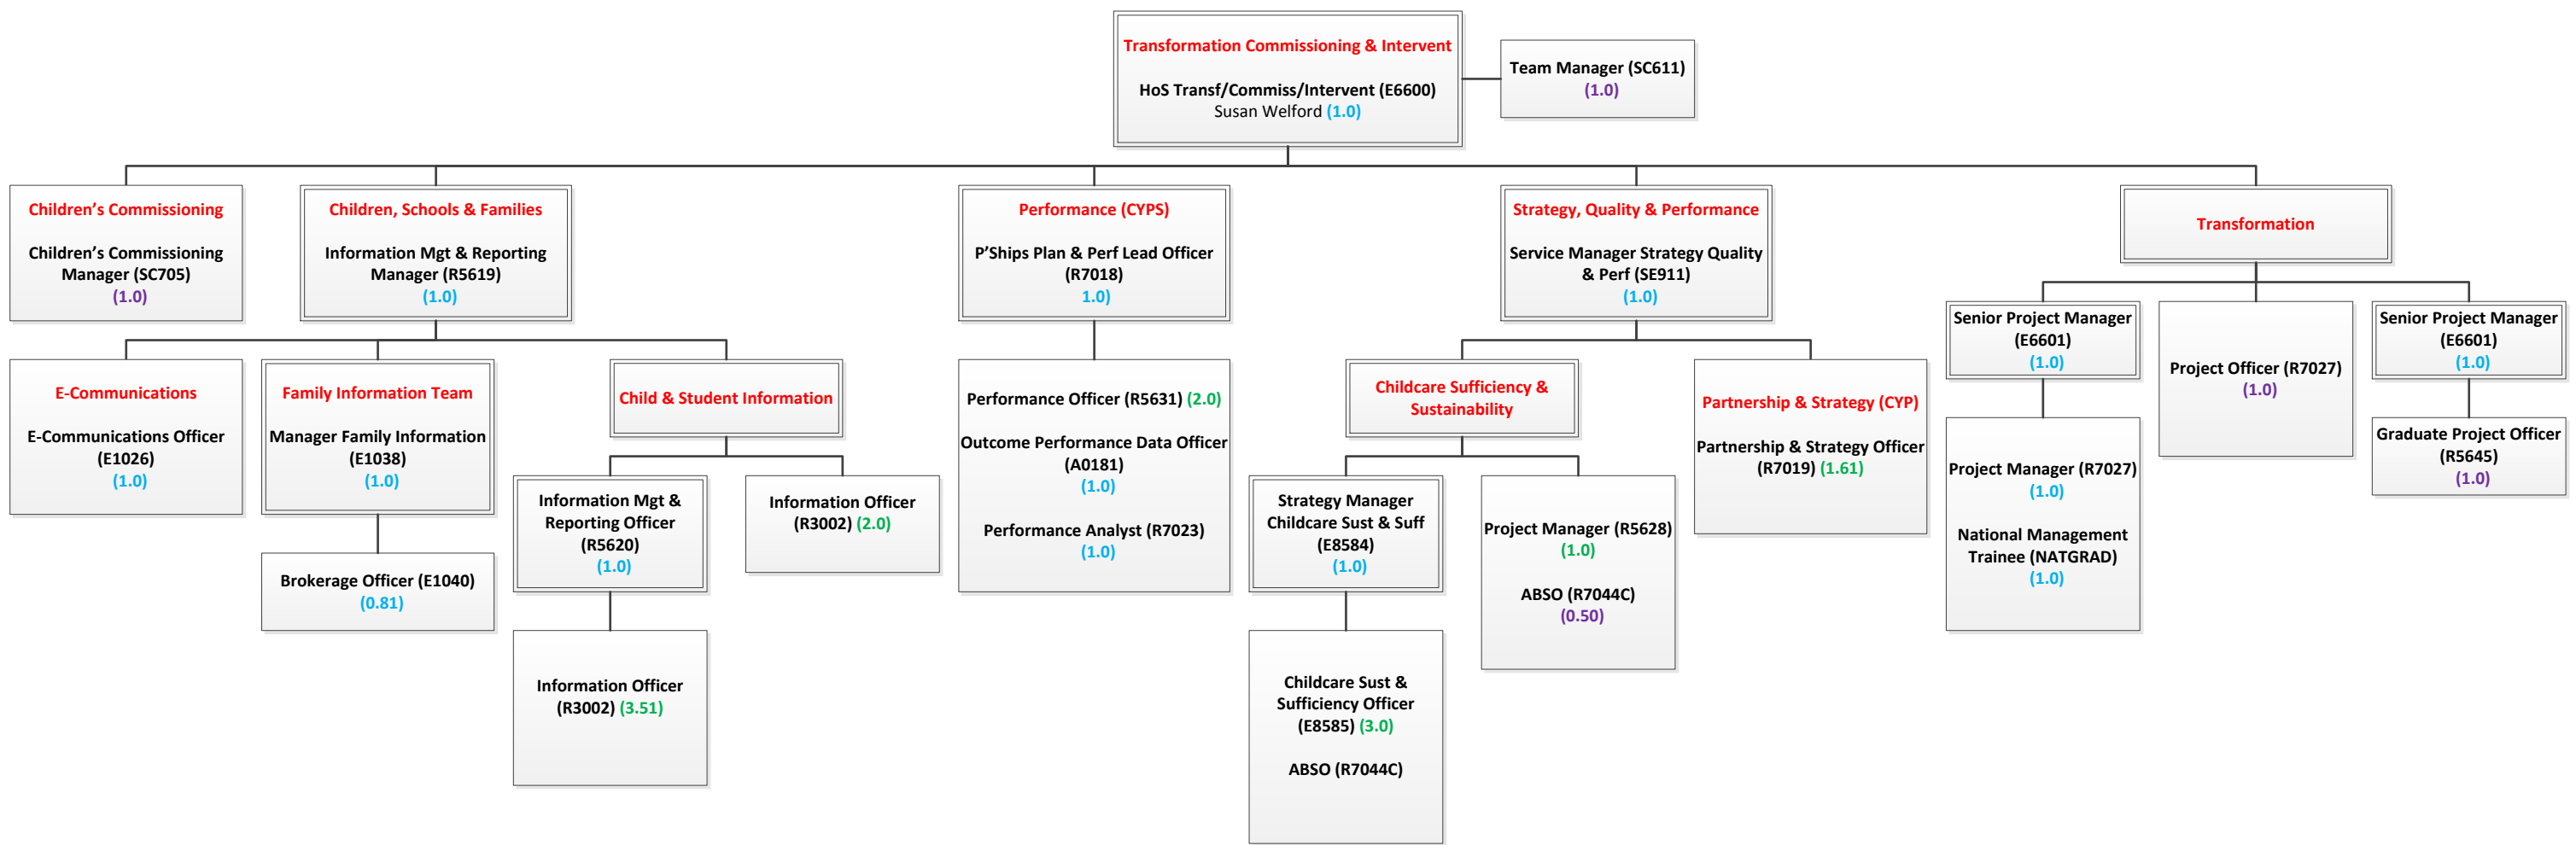 Transformation Commissioning & Intervent
HoS Transf/Commiss/Intervent (E6600)
Susan Welford (1.0)
Team Manager (SC611)
(1.0)
Children’s Commissioning
Children’s Commissioning
Manager (SC705)
(1.0)
Children, Schools & Families
Information Mgt & Reporting
Manager (R5619)
(1.0)
Performance (CYPS)
P’Ships Plan & Perf Lead Officer
(R7018)
1.0)
Strategy, Quality & Performance
Service Manager Strategy Quality
& Perf (SE911)
(1.0)
Transformation
Senior Project Manager
(E6601)
(1.0)
Project Officer (R7027)
(1.0)
Senior Project Manager
(E6601)
(1.0)
E-Communications
E-Communications Officer
(E1026)
(1.0)
Family Information Team
Manager Family Information
(E1038)
(1.0)
Child & Student Information
Performance Officer (R5631) (2.0)
Outcome Performance Data Officer
(A0181)
(1.0)
Performance Analyst (R7023)
(1.0)
Childcare Sufficiency &
Sustainability
Partnership & Strategy (CYP)
Partnership & Strategy Officer
(R7019) (1.61)
Project Manager (R7027)
(1.0)
National Management
Trainee (NATGRAD)
(1.0)
Graduate Project Officer
(R5645)
(1.0)
Brokerage Officer (E1040)
(0.81)
Information Mgt &
Reporting Officer
(R5620)
(1.0)
Information Officer
(R3002) (2.0)
Strategy Manager
Childcare Sust & Suff
(E8584)
(1.0)
Project Manager (R5628)
(1.0)
ABSO (R7044C)
(0.50)
Information Officer
(R3002) (3.51)
Childcare Sust &
Sufficiency Officer
(E8585) (3.0)
ABSO (R7044C)